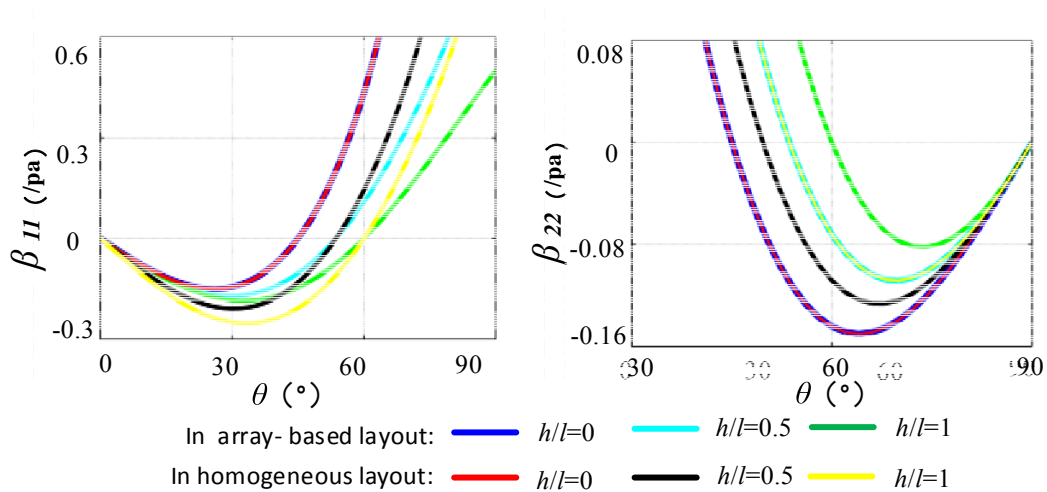 0.6
0.3
0
-0.3
β 11 (/pa)
0 30 60 90
θ (°)
0.08
0
-0.08
-0.16
β 22 (/pa)
-30 60 90
θ (°)
In array- based layout: h/l=0 h/l=0.5 h/l=1
In homogeneous layout: h/l=0 h/l=0.5 h/l=1